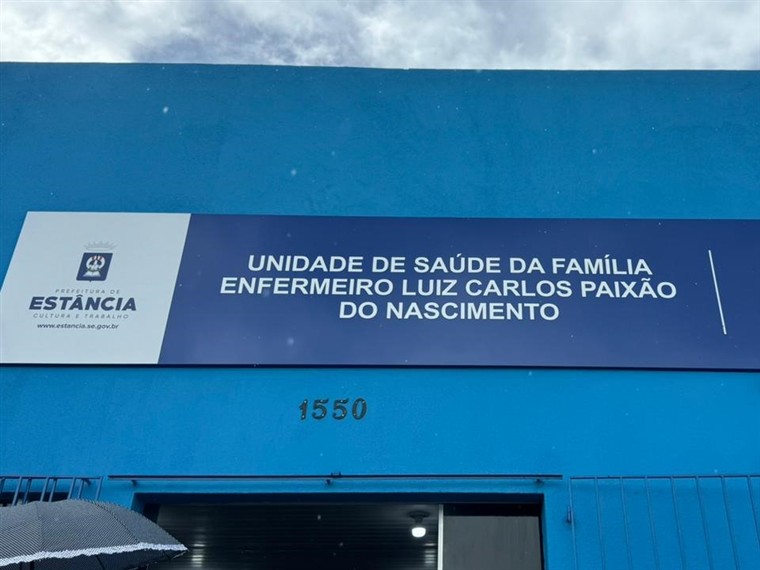 UNIDADE DE SAÚDE DA FAMÍLIA
ENFERMEIRO LUIZ CARLOS PAIXÃO
DO NASCIMENTO
PREFEITURA DE
ESTÂNCIA
CULTURA E TRABALHO
www.estancia.se.gov.br
1550